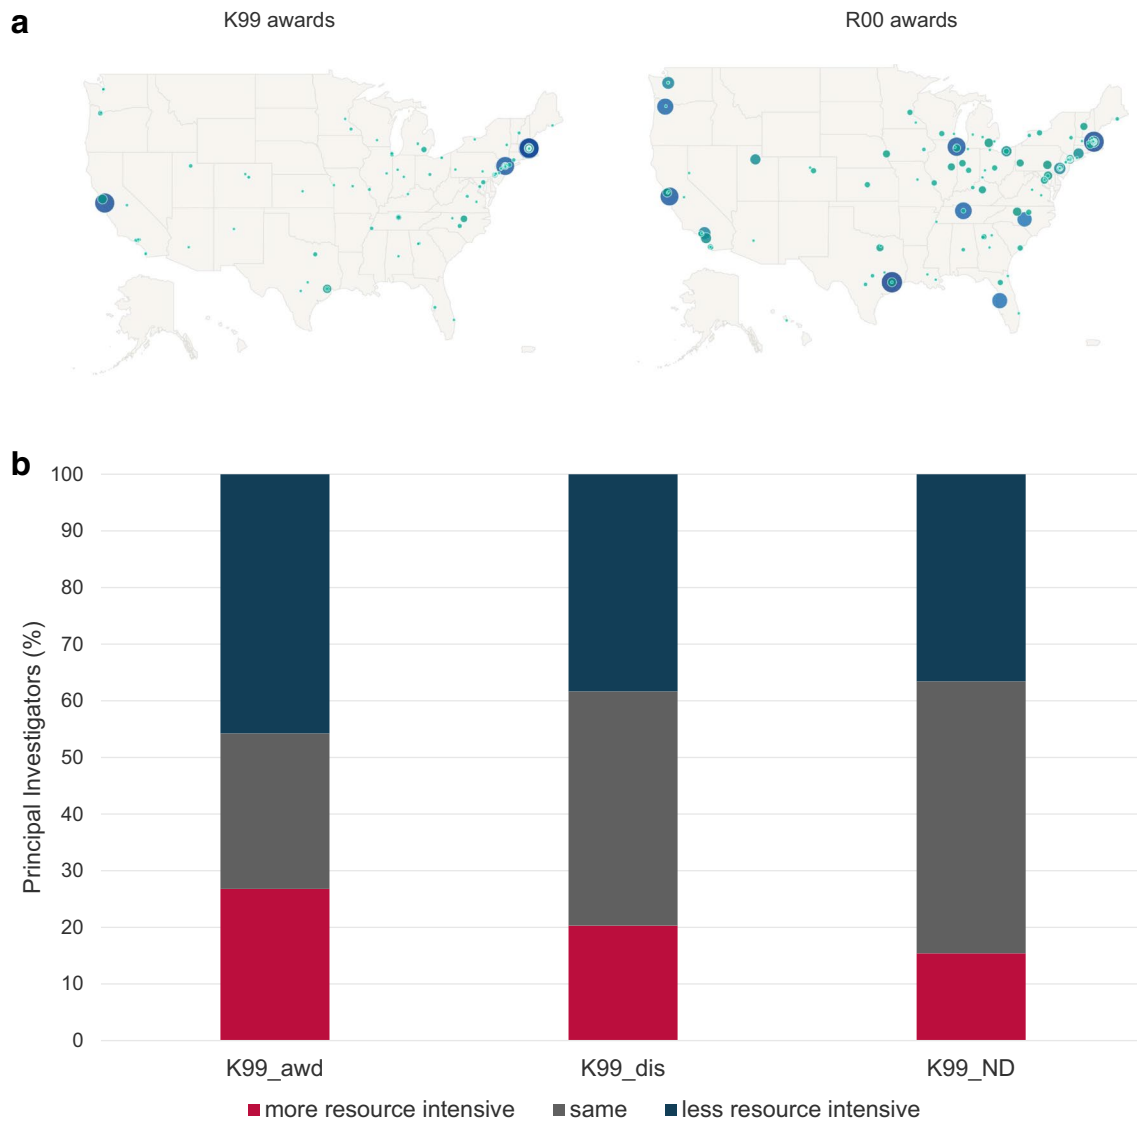 a
K99 awards
R00 awards
b
Principal Investigators (%)
100
90
80
70
60
50
40
30
20
10
0
K99_awd
K99_dis
K99_ND
more resource intensive
same
less resource intensive